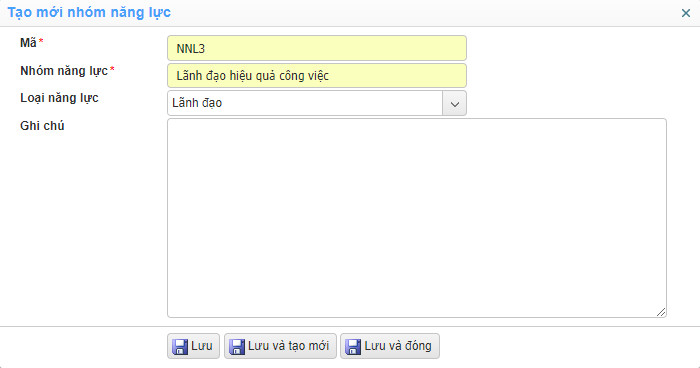 Tạo mới nhóm năng lực
Mã* NNL3
Nhóm năng lực* Lãnh đạo hiệu quả công việc
Loại năng lực Lãnh đạo
Ghi chú
Lưu Lưu và tạo mới Lưu và đóng